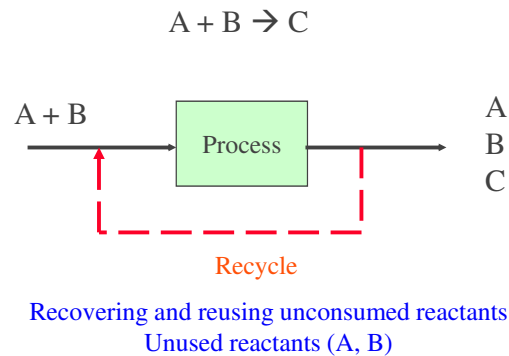 A + B → C
A + B
Process
A
B
C
Recycle
Recovering and reusing unconsumed reactants
Unused reactants (A, B)